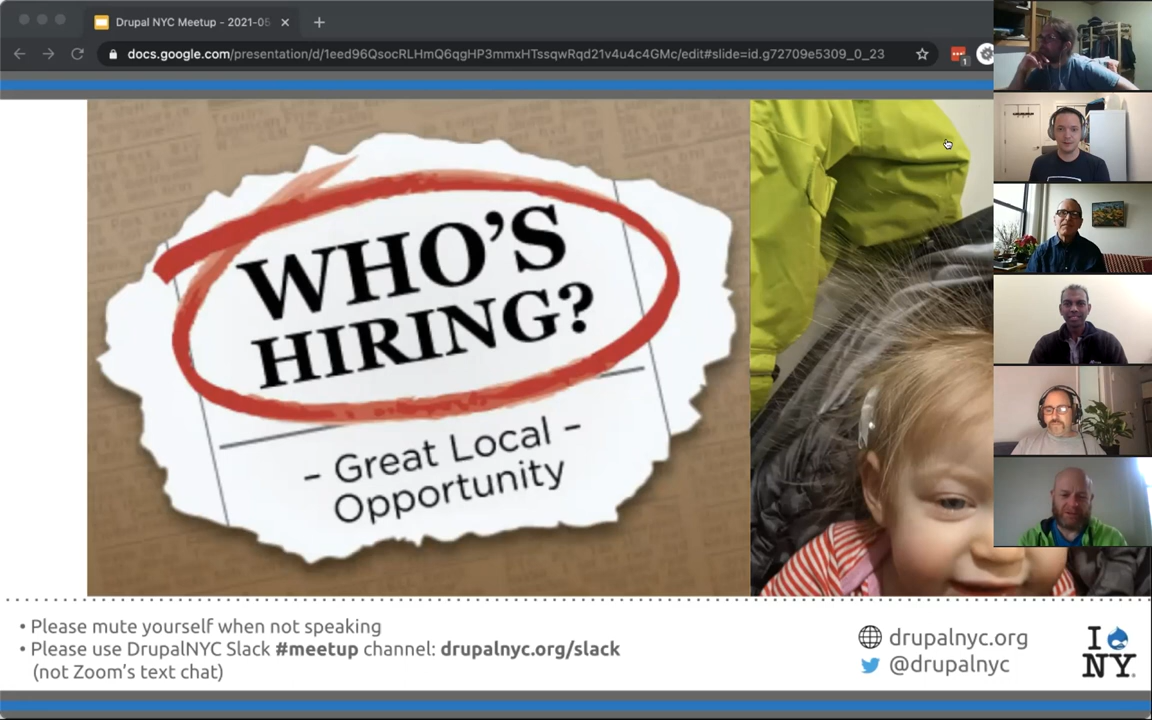 Drupal NYC Meetup - 2021-05
docs.google.com/presentation/d/1eed96QsocRLHmQ6qgHP3mmxHTssqwRqd21v4u4c4GMc/edit#slide=id.g72709e5309_0_23
1
WHO'S
HIRING?
- Great Local -
Opportunity
• Please mute yourself when not speaking
• Please use DrupalNYC Slack #meetup channel: drupalnyc.org/slack
(not Zoom's text chat)
drupalnyc.org
@drupalnyc
I
NY.